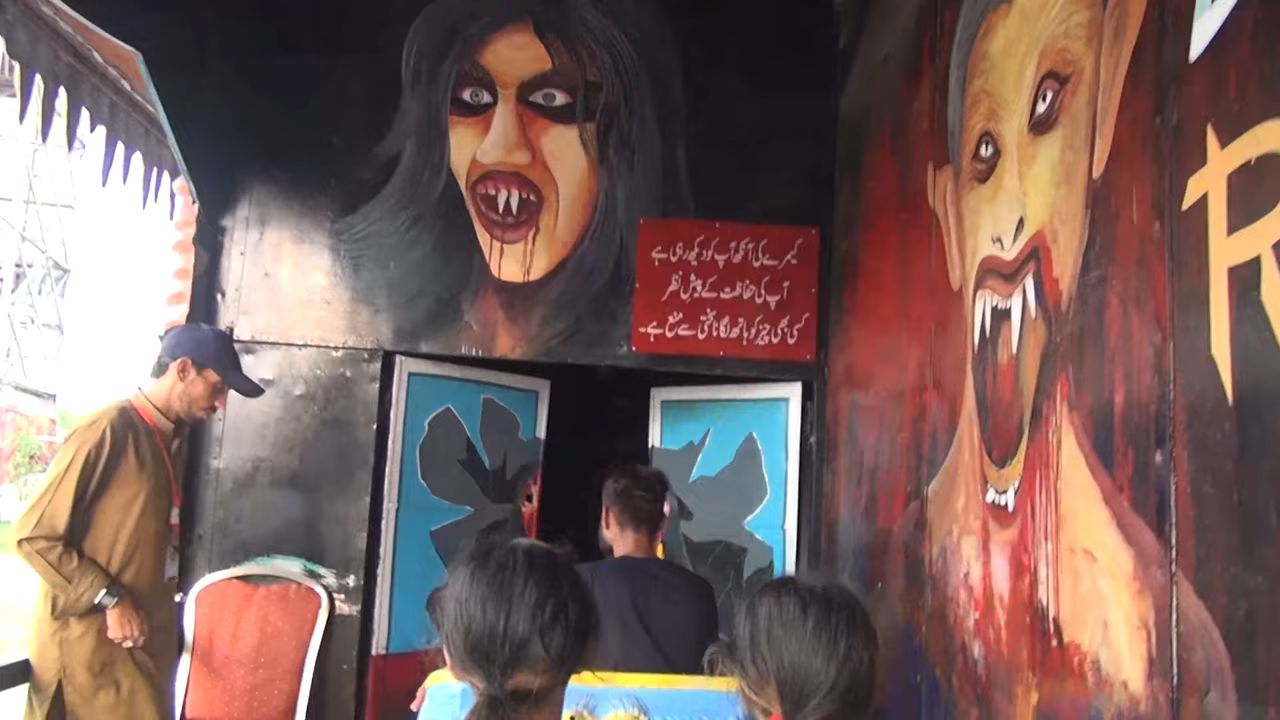 کیمرے کی آنکھ آپ کو دیکھ رہی ہے
آپ کی حفاظت کے پیشِ نظر
کسی بھی چیز کو ہاتھ لگانا سختی سے منع ہے۔
R